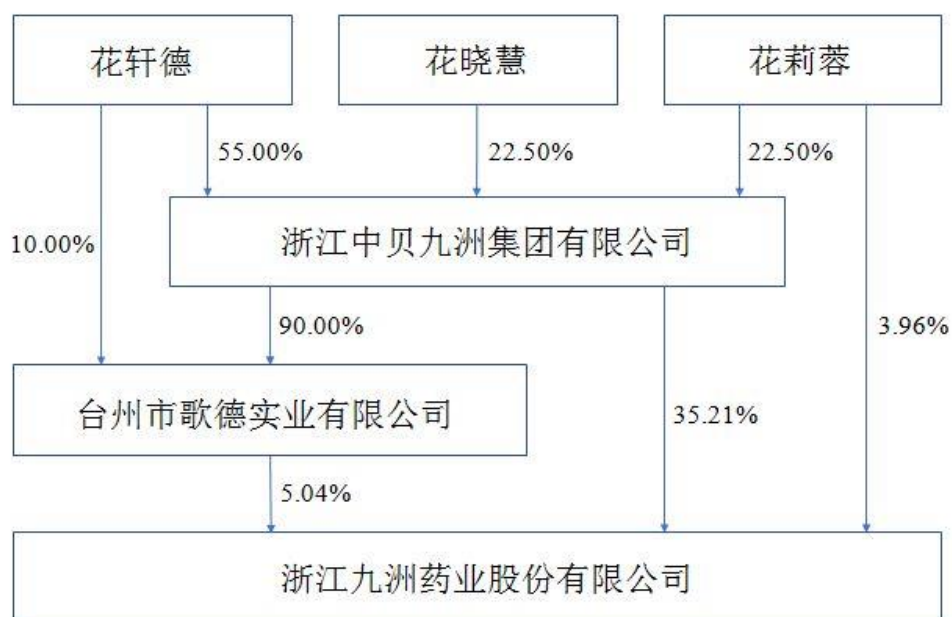 花轩德
花晓慧
花莉蓉
55.00%
22.50%
22.50%
浙江中贝九洲集团有限公司
10.00%
90.00%
3.96%
台州市歌德实业有限公司
35.21%
5.04%
浙江九洲药业股份有限公司